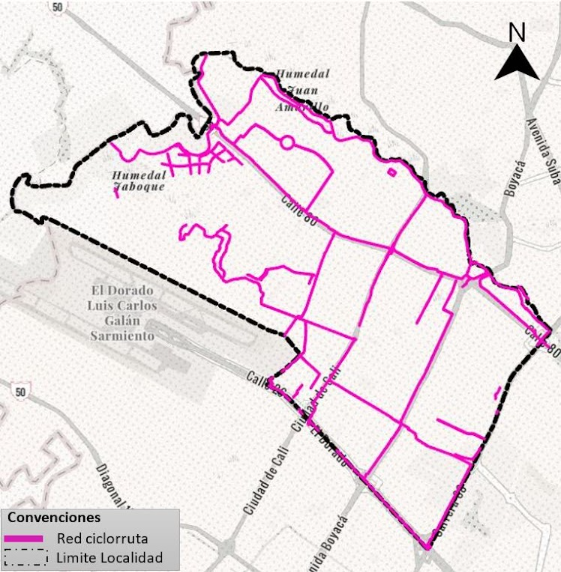 50
N
Humedal
Juan
Amarillo
Avenida Suba
Boyacá
Humedal
Jaboque
Calle 80
El Dorado
Luis Carlos
Galán
Sarmiento
Calle 80
Calle 26
50
Ciudad de Cali
El Dorado
Ciudad de Cali
Diagonal
Carrera 68
nida Boyacá
Convenciones
Red ciclorruta
Limite Localidad